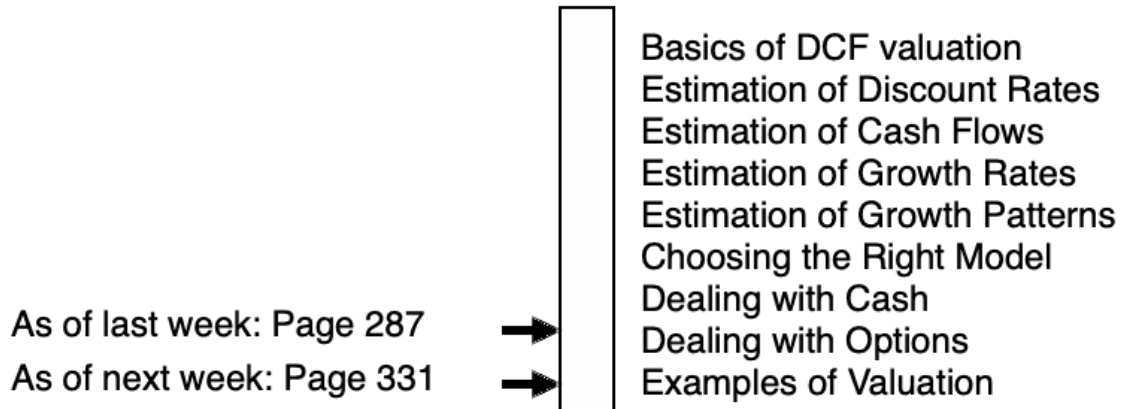 Basics of DCF valuation
Estimation of Discount Rates
Estimation of Cash Flows
Estimation of Growth Rates
Estimation of Growth Patterns
Choosing the Right Model
Dealing with Cash
As of last week: Page 287
Dealing with Options
As of next week: Page 331
Examples of Valuation